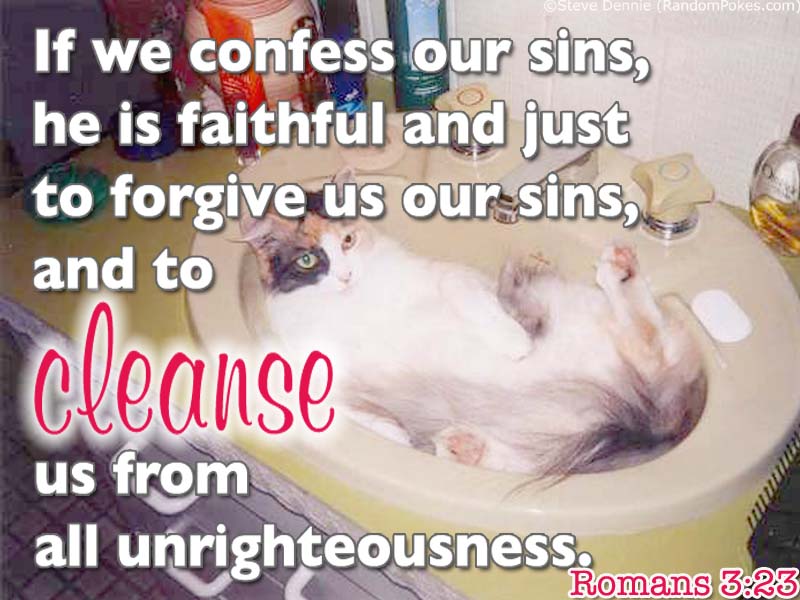 ©Steve Dennie (RandomPokes.com)
If we confess our sins,
he is faithful and just
to forgive us our sins,
and to
cleanse
us from
all unrighteousness.
Romans 3:23